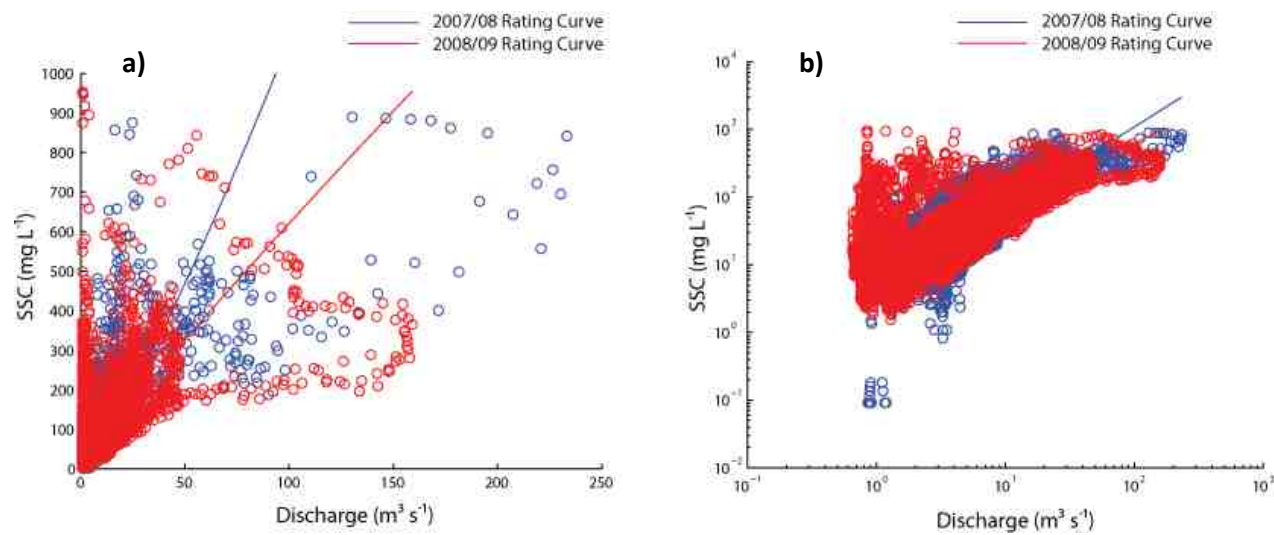 2007/08 Rating Curve
2008/09 Rating Curve
a)
1000
900
800
700
600
500
400
300
200
100
0
SSC (mg L⁻¹)
0 50 100 150 200 250
Discharge (m³ s⁻¹)
2007/08 Rating Curve
2008/09 Rating Curve
b)
10⁴
10³
10²
10¹
10⁰
10⁻¹
10⁻²
SSC (mg L⁻¹)
10⁻¹ 10⁰ 10¹ 10² 10³
Discharge (m³ s⁻¹)